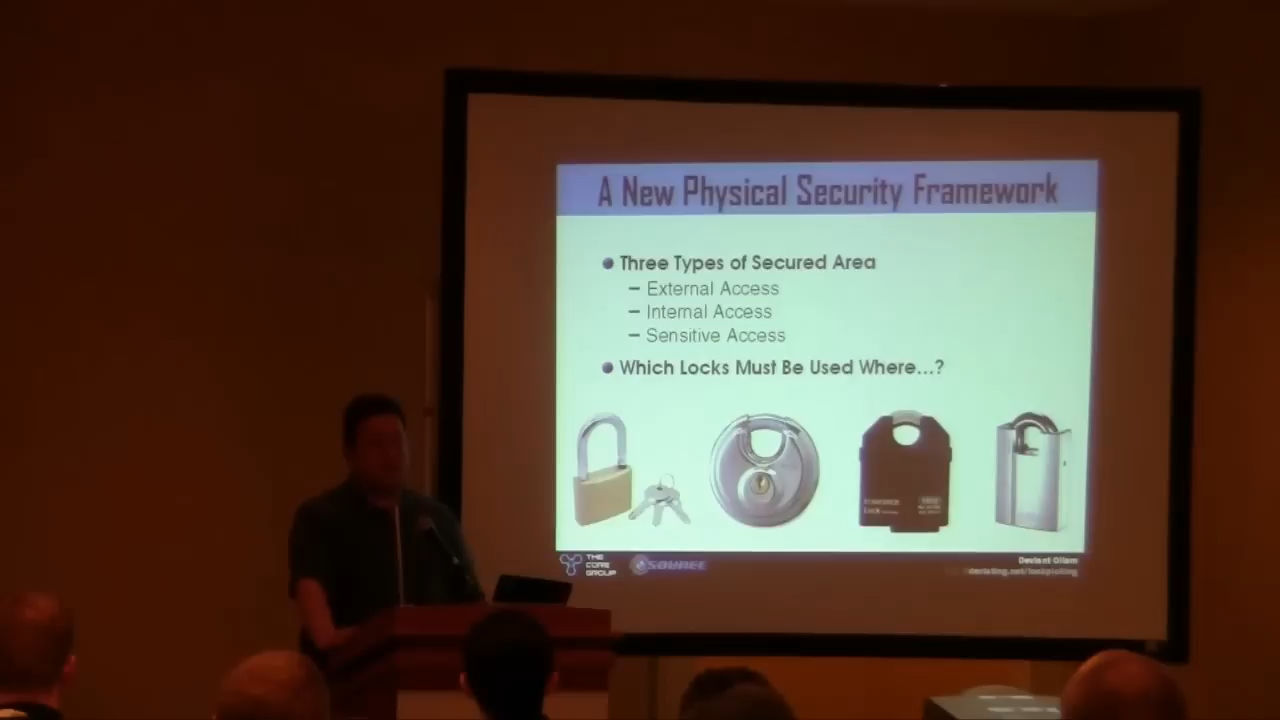 A New Physical Security Framework
Three Types of Secured Area
– External Access
– Internal Access
– Sensitive Access
Which Locks Must Be Used Where...?
THE
CORE
GROUP
SOURCE
Deviant Ollam